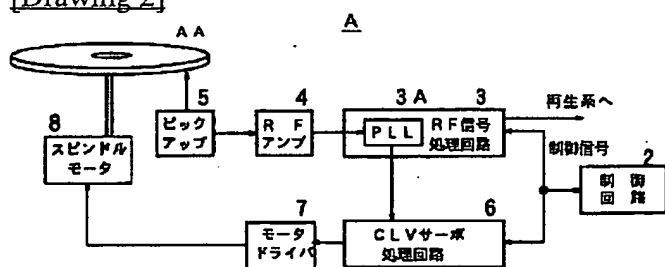 [Drawing 2]
A
A A
8
スピンドル
モータ
5
ピック
アップ
4
R F
アンプ
3 A
3
PLL
RF信号
処理回路
再生系へ
制御信号
2
制 御
回 路
7
モータ
ドライバ
6
CLVサーボ
処理回路